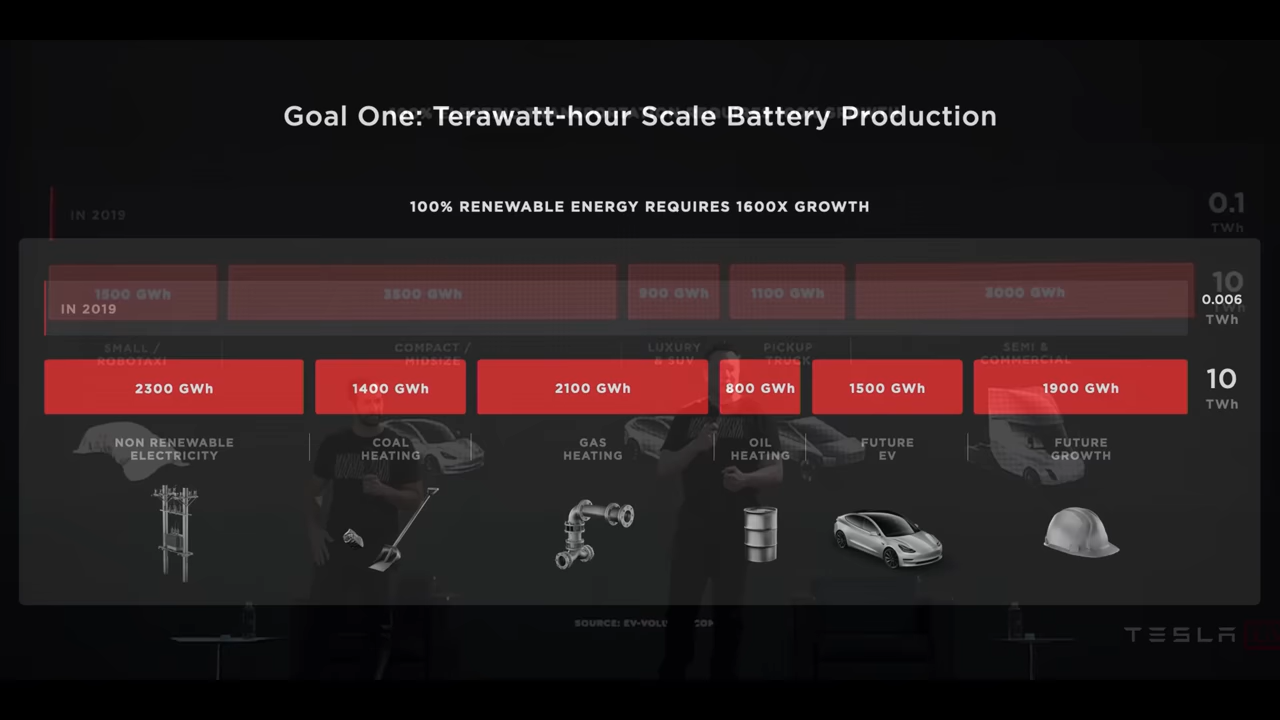 Goal One: Terawatt-hour Scale Battery Production
100% RENEWABLE ENERGY REQUIRES 1600X GROWTH
IN 2019
0.1
TWh
1500 GWh
3500 GWh
900 GWh
1100 GWh
3000 GWh
10
TWh
IN 2019
0.006
TWh
SMALL /
ROBOTAXI
COMPACT /
MIDSIZE
LUXURY
& SUV
PICKUP
TRUCK
SEMI &
COMMERCIAL
2300 GWh
1400 GWh
2100 GWh
800 GWh
1500 GWh
1900 GWh
10
TWh
NON RENEWABLE
ELECTRICITY
COAL
HEATING
GAS
HEATING
OIL
HEATING
FUTURE
EV
FUTURE
GROWTH
SOURCE:
TESLA